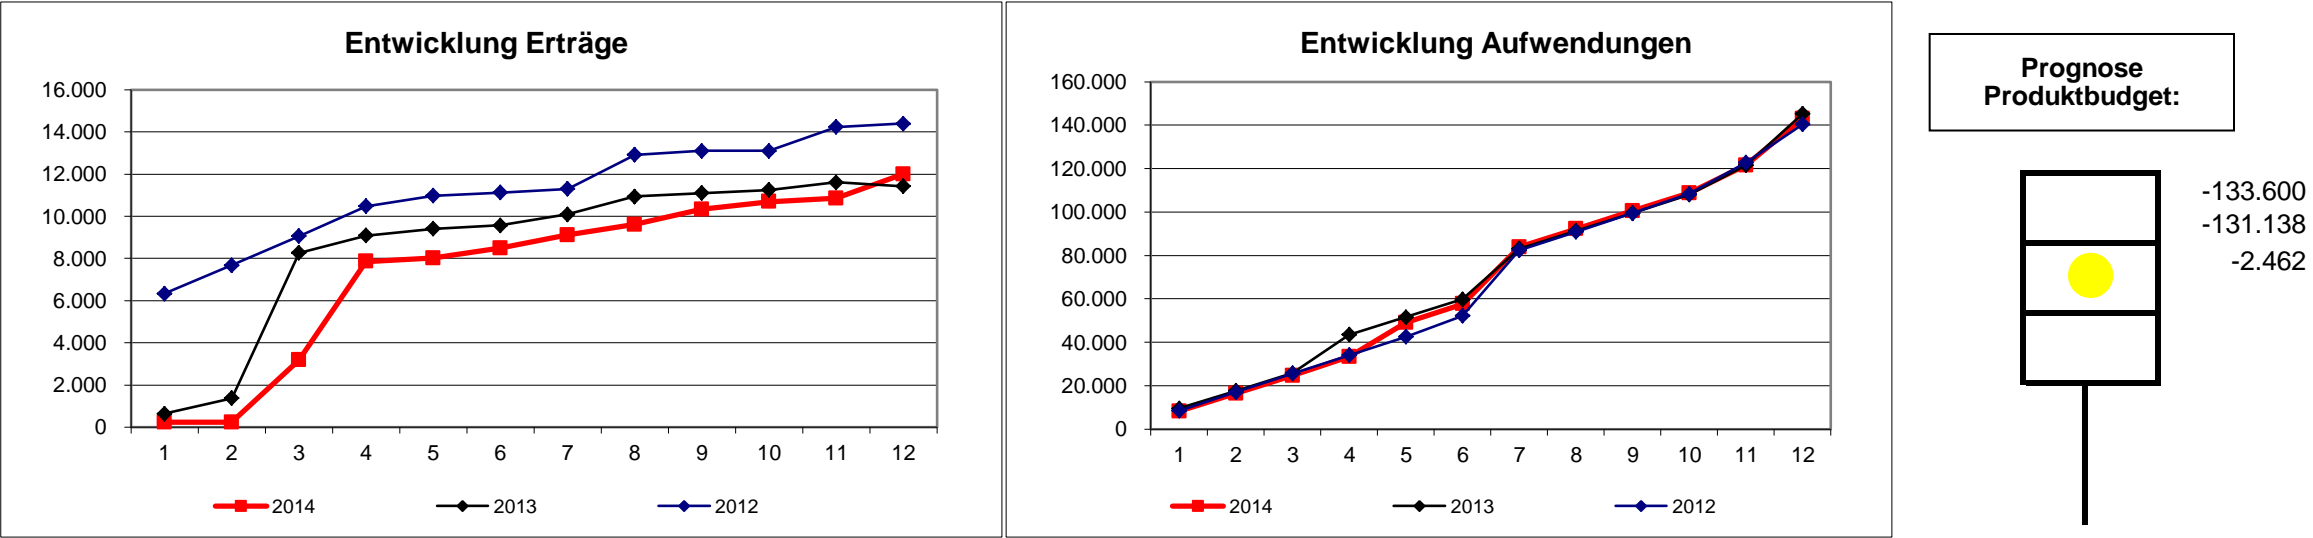 Entwicklung Erträge
16.000
14.000
12.000
10.000
8.000
6.000
4.000
2.000
0
1 2 3 4 5 6 7 8 9 10 11 12
2014 2013 2012
Entwicklung Aufwendungen
160.000
140.000
120.000
100.000
80.000
60.000
40.000
20.000
0
1 2 3 4 5 6 7 8 9 10 11 12
2014 2013 2012
Prognose
Produktbudget:
-133.600
-131.138
-2.462